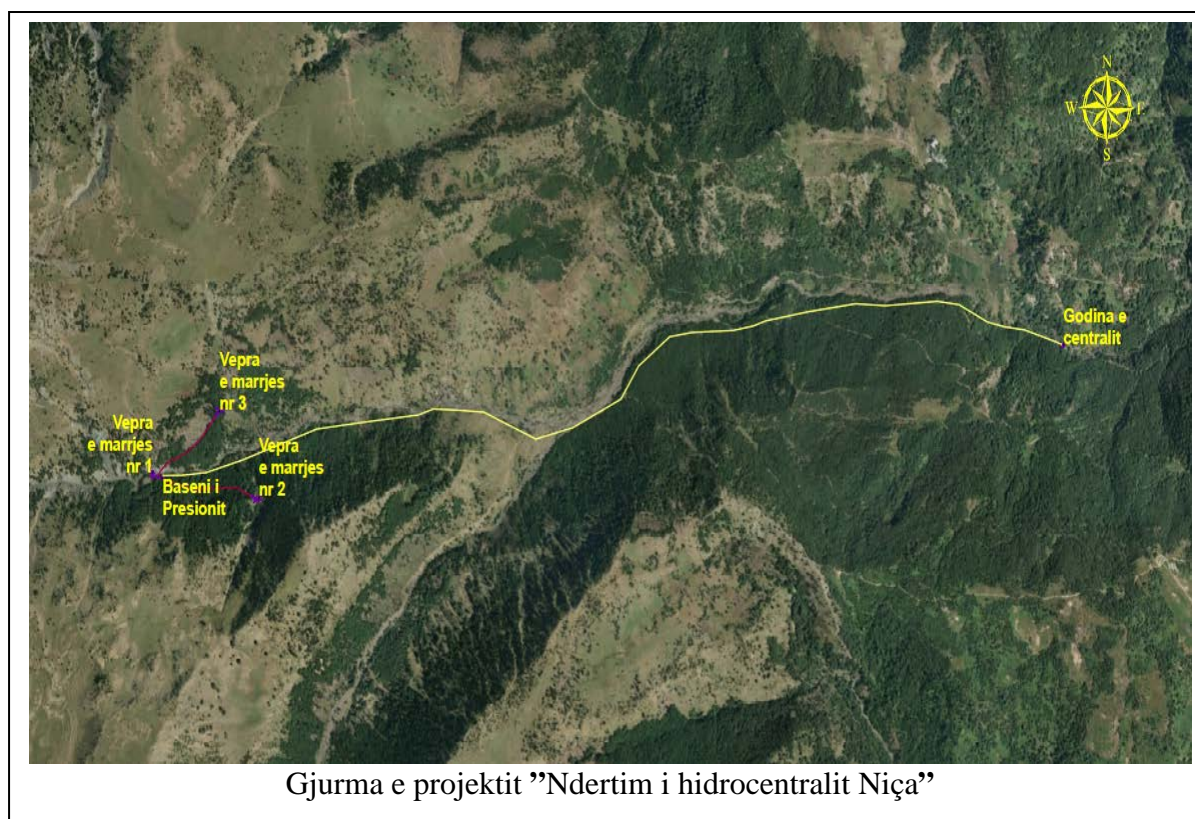 N
W
L
S
Godina e
centralit
Vepra
e marrjes
nr 3
Vepra
e marrjes
nr 1
Vepra
e marrjes
nr 2
Baseni i
Presionit
Gjurma e projektit ”Ndertim i hidrocentralit Niça”